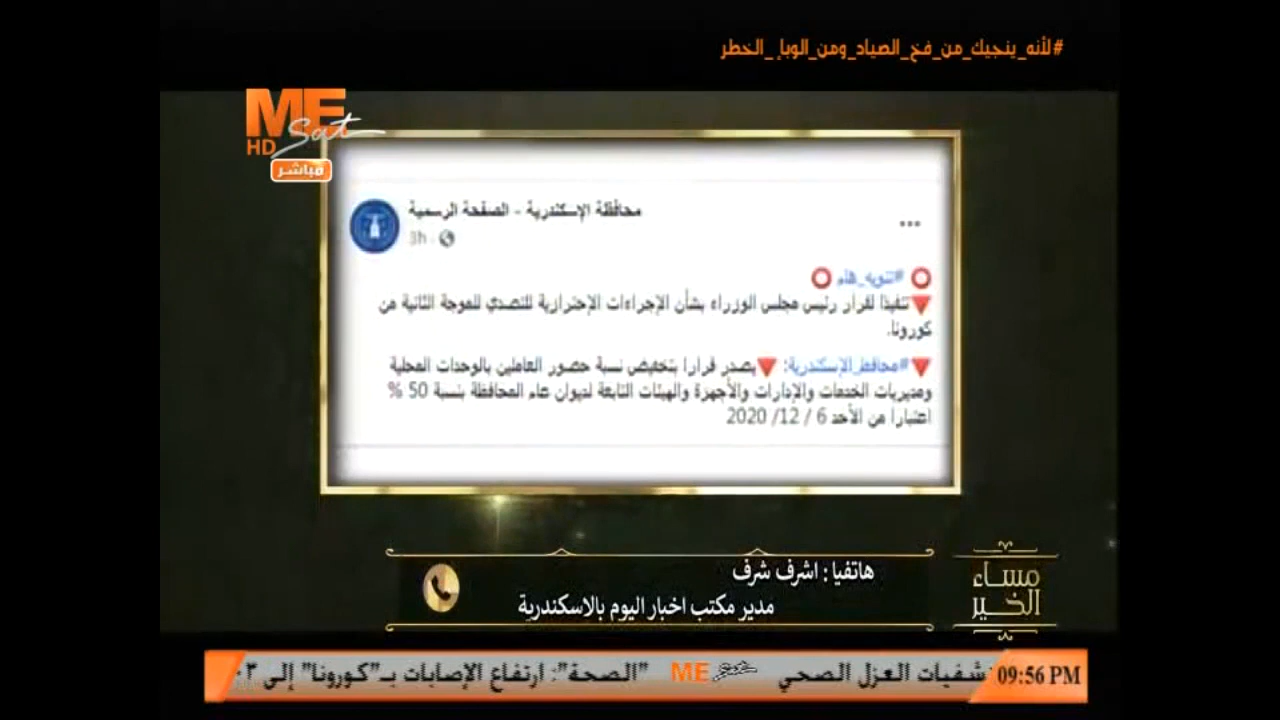 #لأنه_ينجيك_من_فخ_الصياد_ومن_الوبإ_الخطر
ME Sat
HD
مباشر
محافظة الإسكندرية - الصفحة الرسمية
3h
#تنويه_هام
تنفيذا لقرار رئيس مجلس الوزراء بشأن الإجراءات الإحترازية للتصدي للموجة الثانية من
كورونا.
#محافظ_الإسكندرية: يصدر قرارا بتخفيض نسبة حضور العاملين بالوحدات المحلية
ومديريات الخدمات والإدارات والأجهزة والهيئات التابعة لديوان عام المحافظة بنسبة 50 %
اعتبارا من الأحد 6 / 12/ 2020
هاتفيا : اشرف شرف
مدير مكتب اخبار اليوم بالاسكندرية
مساء
الخير
شفيات العزل الصحي ME Sat "الصحة": ارتفاع الإصابات بـ"كورونا" إلى ٠٣
09:56 PM